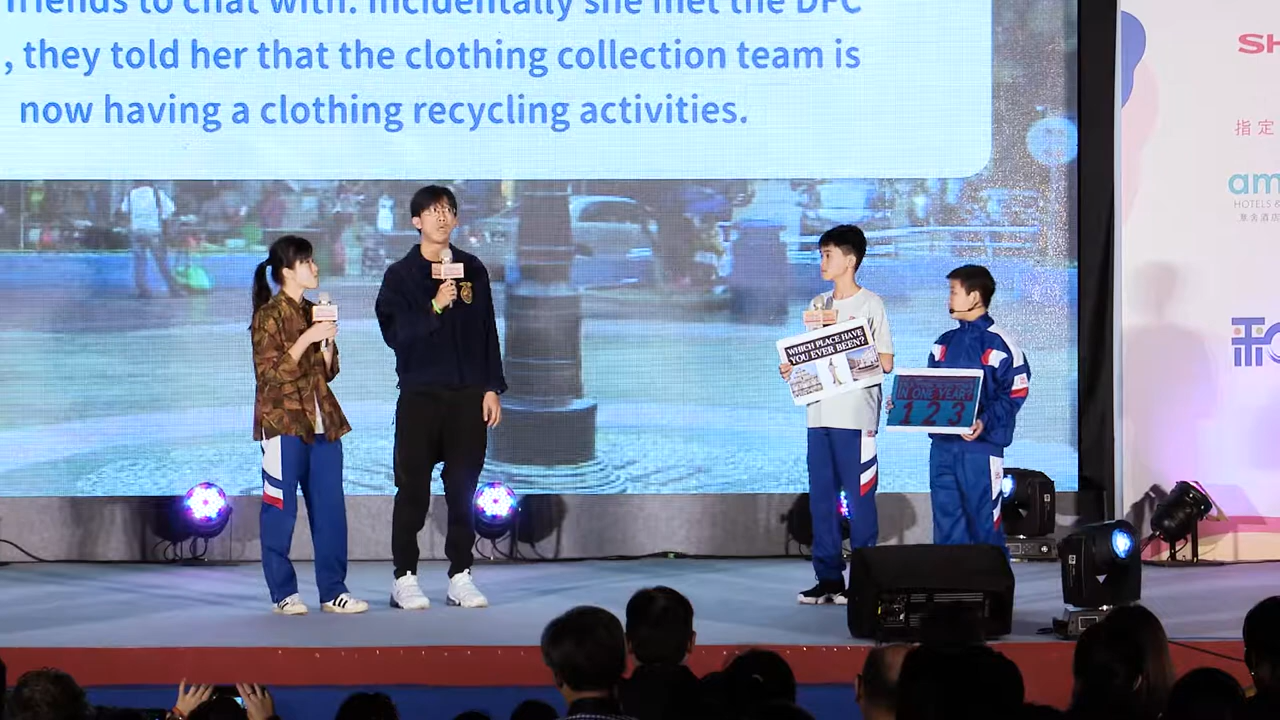 friends to chat with. Incidentally she met the DFC
, they told her that the clothing collection team is
now having a clothing recycling activities.
SH
指定
am
HOTELS &
WHICH PLACE HAVE
YOU EVER BEEN?
IN ONE YEAR?
1 2 3